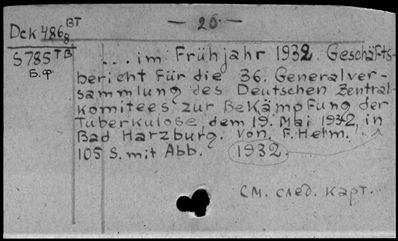 Dck 4868 BT
— 26. —
S785 TB
Б.Ф
... im Frühjahr 1932. Geschäfts-
bericht für die 36. Generalver-
sammlung des Deutschen Zentral-
komitees zur Bekämpfung der
Tuberkulose, dem 19. Mai 1932 in
Bad Harzburg. Von. F. Helm.
105 S. mit Abb. 1932.
См. след. карт.